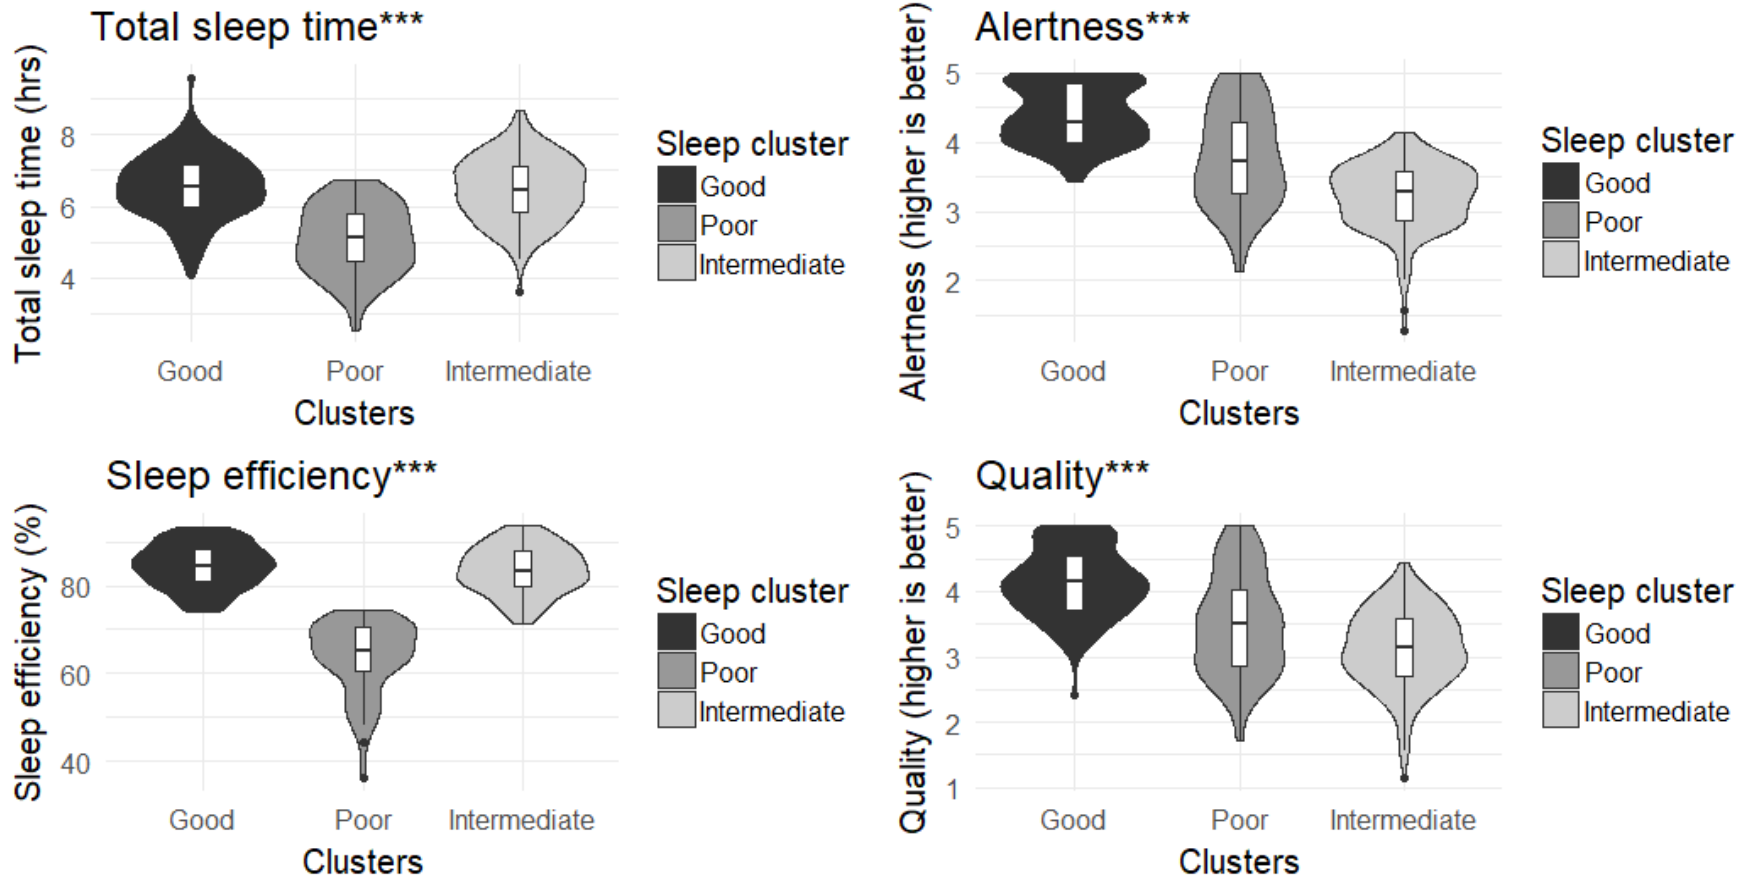 Total sleep time***
Total sleep time (hrs)
8
6
4
Good
Poor
Intermediate
Clusters
Sleep cluster
Good
Poor
Intermediate
Alertness***
Alertness (higher is better)
5
4
3
2
Good
Poor
Intermediate
Clusters
Sleep cluster
Good
Poor
Intermediate
Sleep efficiency***
Sleep efficiency (%)
80
60
40
Good
Poor
Intermediate
Clusters
Sleep cluster
Good
Poor
Intermediate
Quality***
Quality (higher is better)
5
4
3
2
1
Good
Poor
Intermediate
Clusters
Sleep cluster
Good
Poor
Intermediate